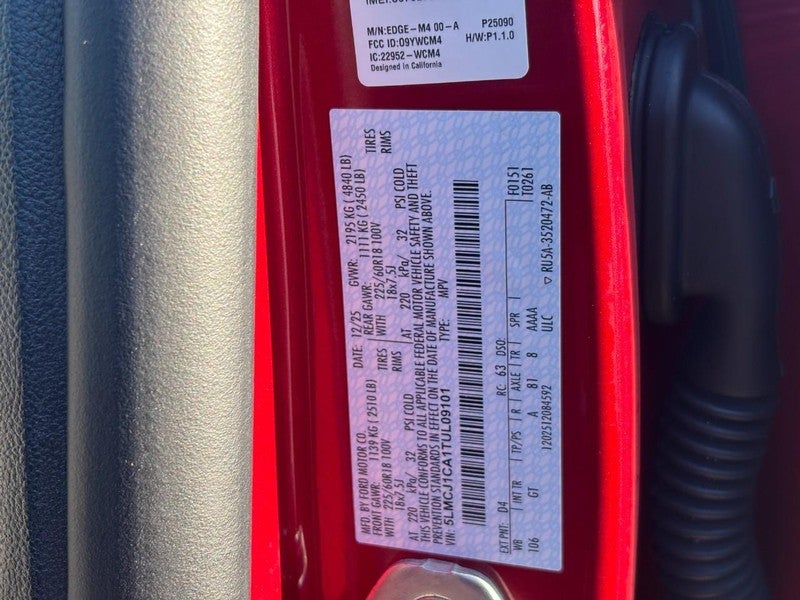 M/N:EDGE-M4 00-A P25090
FCC ID:O9YWCM4 H/W:P1.1.0
IC:22952-WCM4
Designed in California
MFD. BY FORD MOTOR CO. DATE: 12/25 GVWR: 2195 KG ( 4840 LB)
FRONT GAWR: 1139 KG ( 2510 LB) REAR GAWR: 1111 KG ( 2450 LB)
WITH 225/60R18 100V TIRES WITH 225/60R18 100V TIRES
18x7.5J RIMS 18x7.5J RIMS
AT 220 kPa/ 32 PSI COLD AT 220 kPa/ 32 PSI COLD
THIS VEHICLE CONFORMS TO ALL APPLICABLE FEDERAL MOTOR VEHICLE SAFETY AND THEFT
PREVENTION STANDARDS IN EFFECT ON THE DATE OF MANUFACTURE SHOWN ABOVE.
VIN: 5LMCJ1CA1TUL09101 TYPE: MPV
F0151
T0261
EXT PNT: D4 RC: 63 DSO:
WB INT TR TP/PS R AXLE TR SPR
106 GT A 81 8 AAAA ▽ RU5A-3520472-AB
1202512084592 ULC